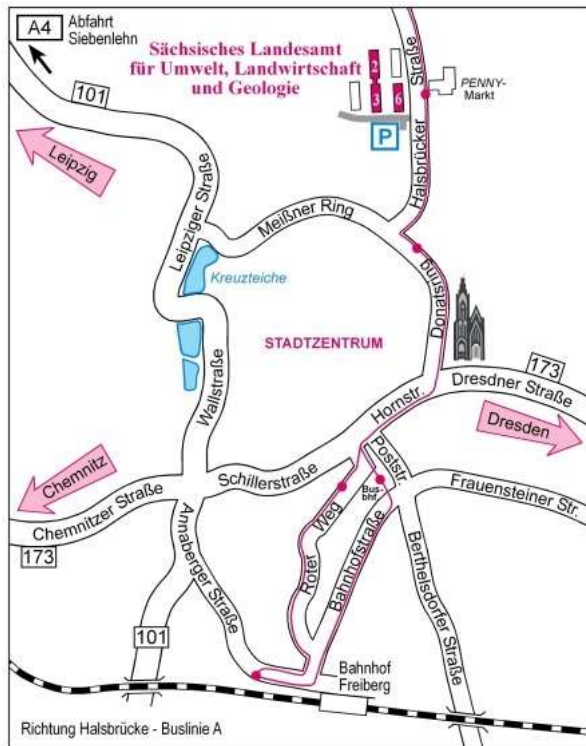 A4
Abfahrt
Siebenlehn
101
Sächsisches Landesamt
für Umwelt, Landwirtschaft
und Geologie
2
3
6
P
Halsbrücker Straße
PENNY-
Markt
Leipzig
Leipziger Straße
Meißner Ring
Kreuzteiche
Donatsring
STADTZENTRUM
Wallstraße
Hornstr.
173
Dresdner Straße
Dresden
Chemnitz
Schillerstraße
Poststr.
Bus-
bhf
Frauensteiner Str.
Chemnitzer Straße
173
Roter Weg
Bahnhofstraße
Annaberger Straße
Berthelsdorfer Straße
101
Bahnhof
Freiberg
Richtung Halsbrücke - Buslinie A